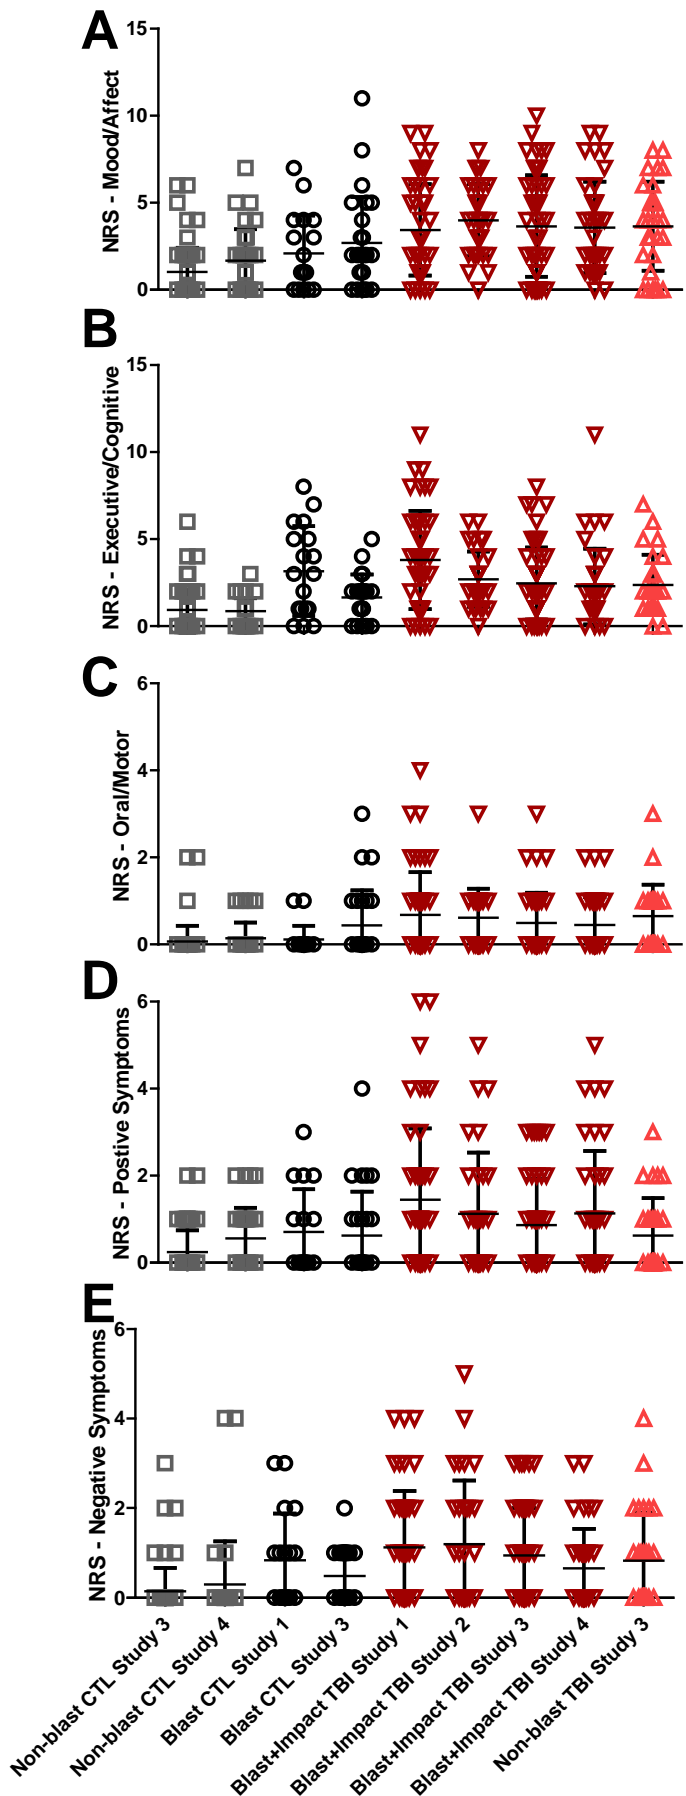 A
NRS - Mood/Affect
15
10
5
0
B
NRS - Executive/Cognitive
15
10
5
0
C
NRS - Oral/Motor
6
4
2
0
D
NRS - Postive Symptoms
6
4
2
0
E
NRS - Negative Symptoms
6
4
2
0
Non-blast CTL Study 3
Non-blast CTL Study 4
Blast CTL Study 1
Blast CTL Study 3
Blast+Impact TBI Study 1
Blast+Impact TBI Study 2
Blast+Impact TBI Study 3
Blast+Impact TBI Study 4
Non-blast TBI Study 3